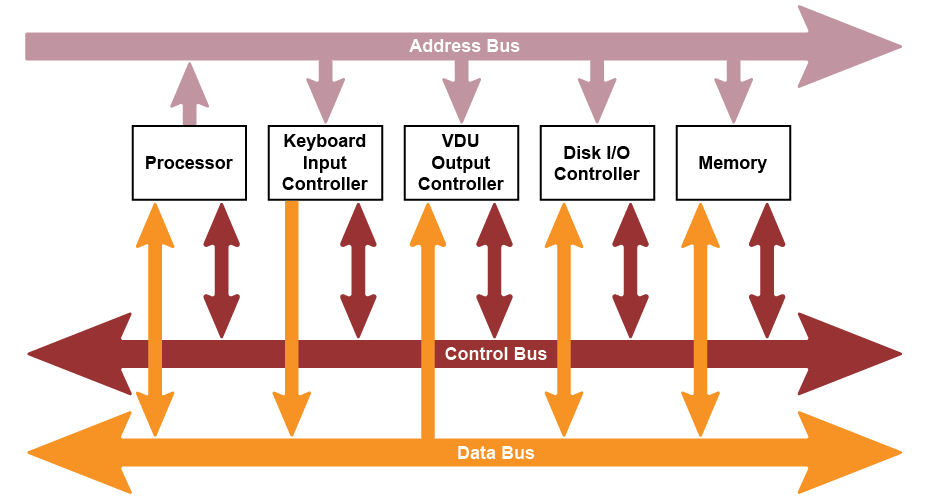 Address Bus
Processor
Keyboard
Input
Controller
VDU
Output
Controller
Disk I/O
Controller
Memory
Control Bus
Data Bus